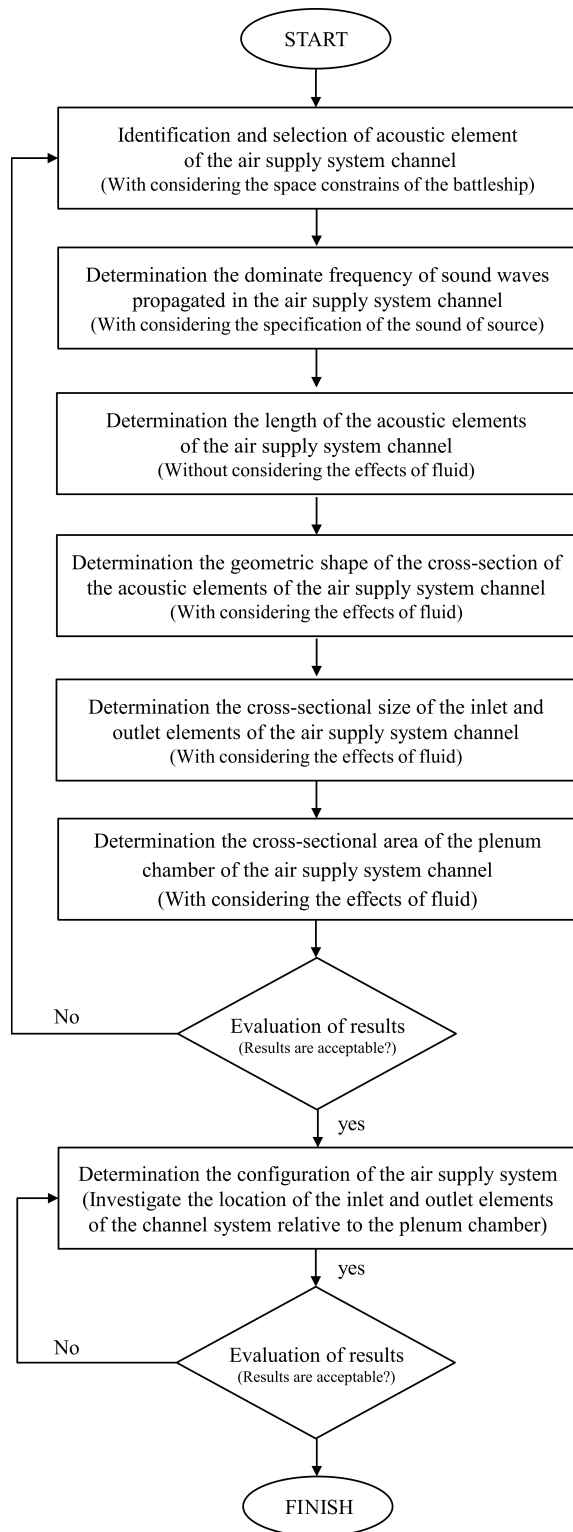 START
Identification and selection of acoustic element
of the air supply system channel
(With considering the space constrains of the battleship)
Determination the dominate frequency of sound waves
propagated in the air supply system channel
(With considering the specification of the sound of source)
Determination the length of the acoustic elements
of the air supply system channel
(Without considering the effects of fluid)
Determination the geometric shape of the cross-section of
the acoustic elements of the air supply system channel
(With considering the effects of fluid)
Determination the cross-sectional size of the inlet and
outlet elements of the air supply system channel
(With considering the effects of fluid)
Determination the cross-sectional area of the plenum
chamber of the air supply system channel
(With considering the effects of fluid)
No
Evaluation of results
(Results are acceptable?)
yes
Determination the configuration of the air supply system
(Investigate the location of the inlet and outlet elements
of the channel system relative to the plenum chamber)
yes
No
Evaluation of results
(Results are acceptable?)
FINISH